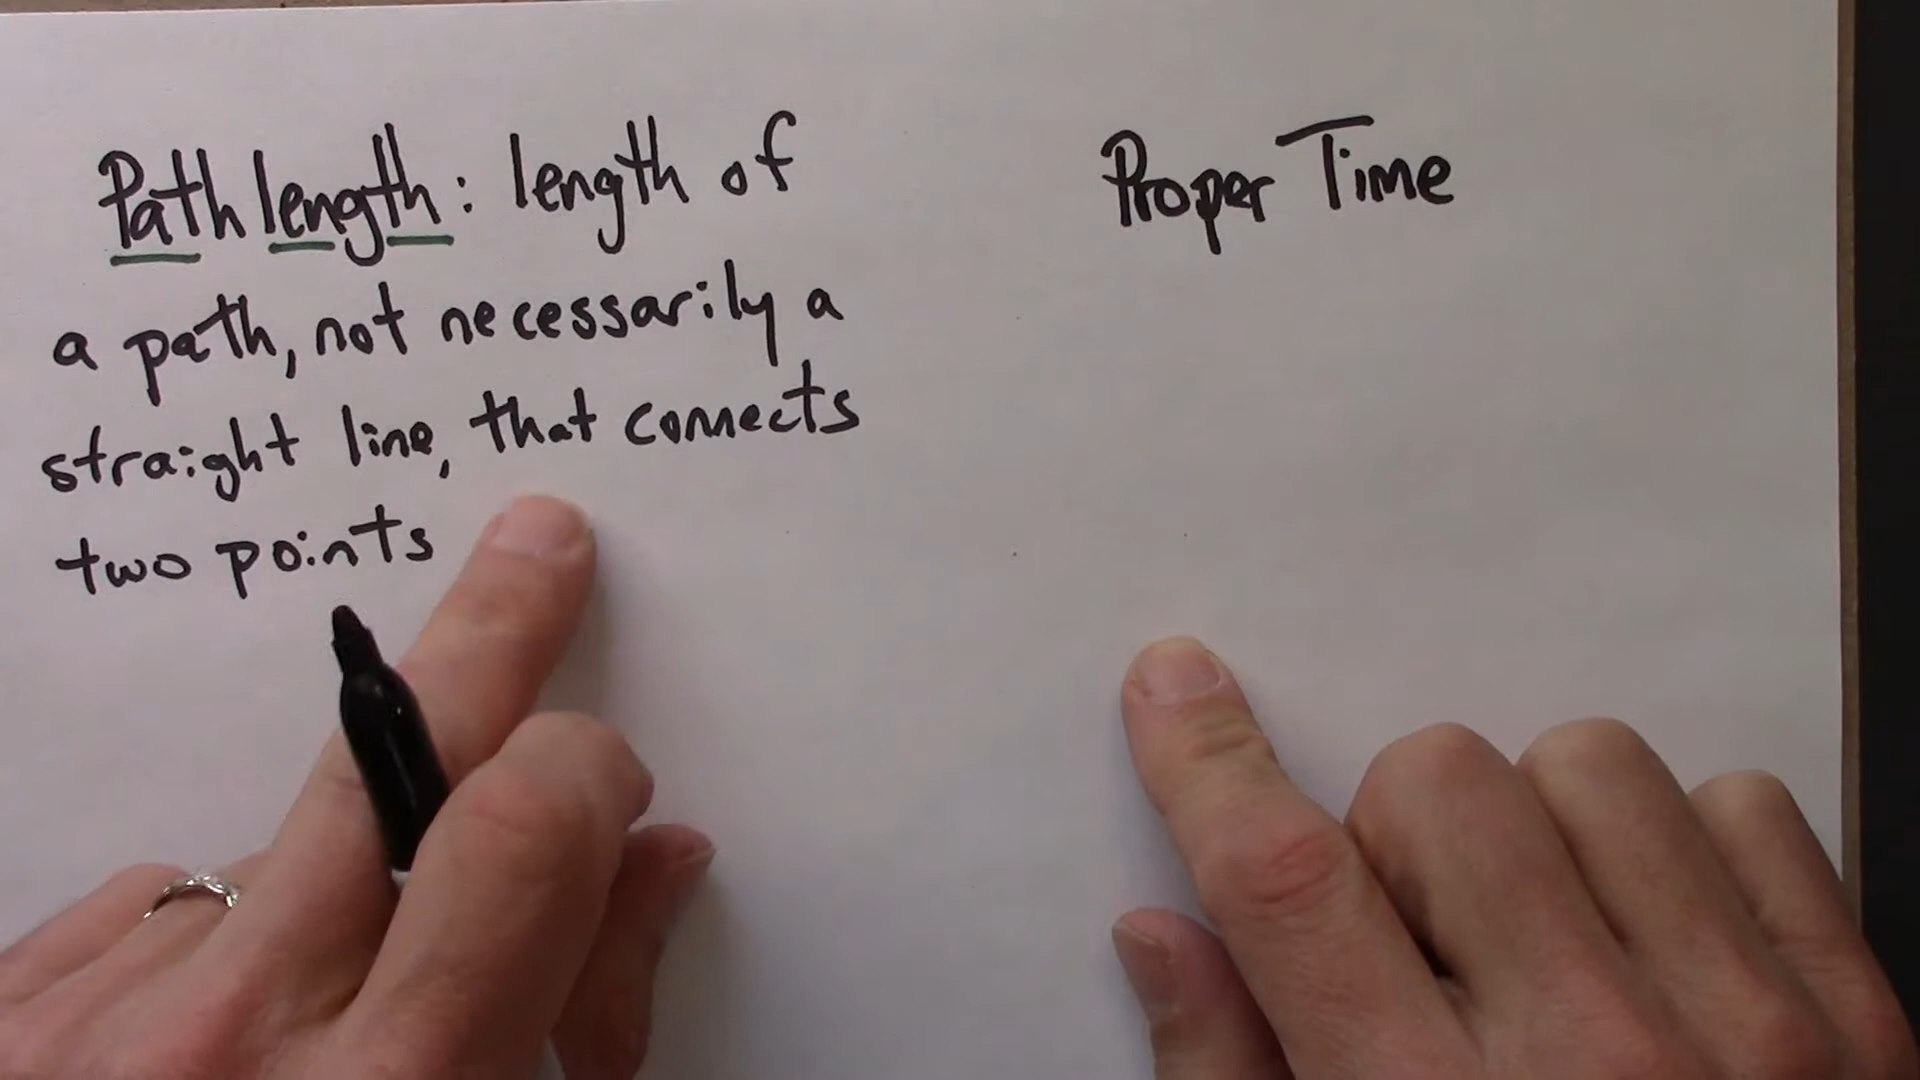 Path length: length of
a path, not necessarily a
straight line, that connects
two points
Proper Time